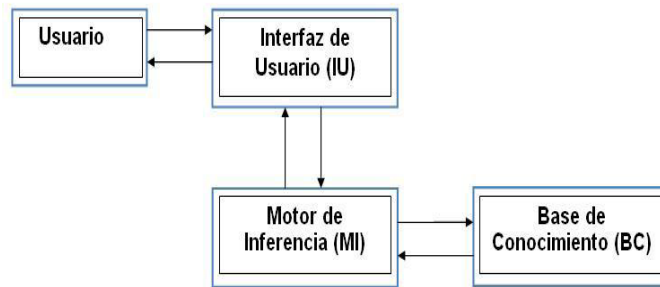 Usuario
Interfaz de
Usuario (IU)
Motor de
Inferencia (MI)
Base de
Conocimiento (BC)